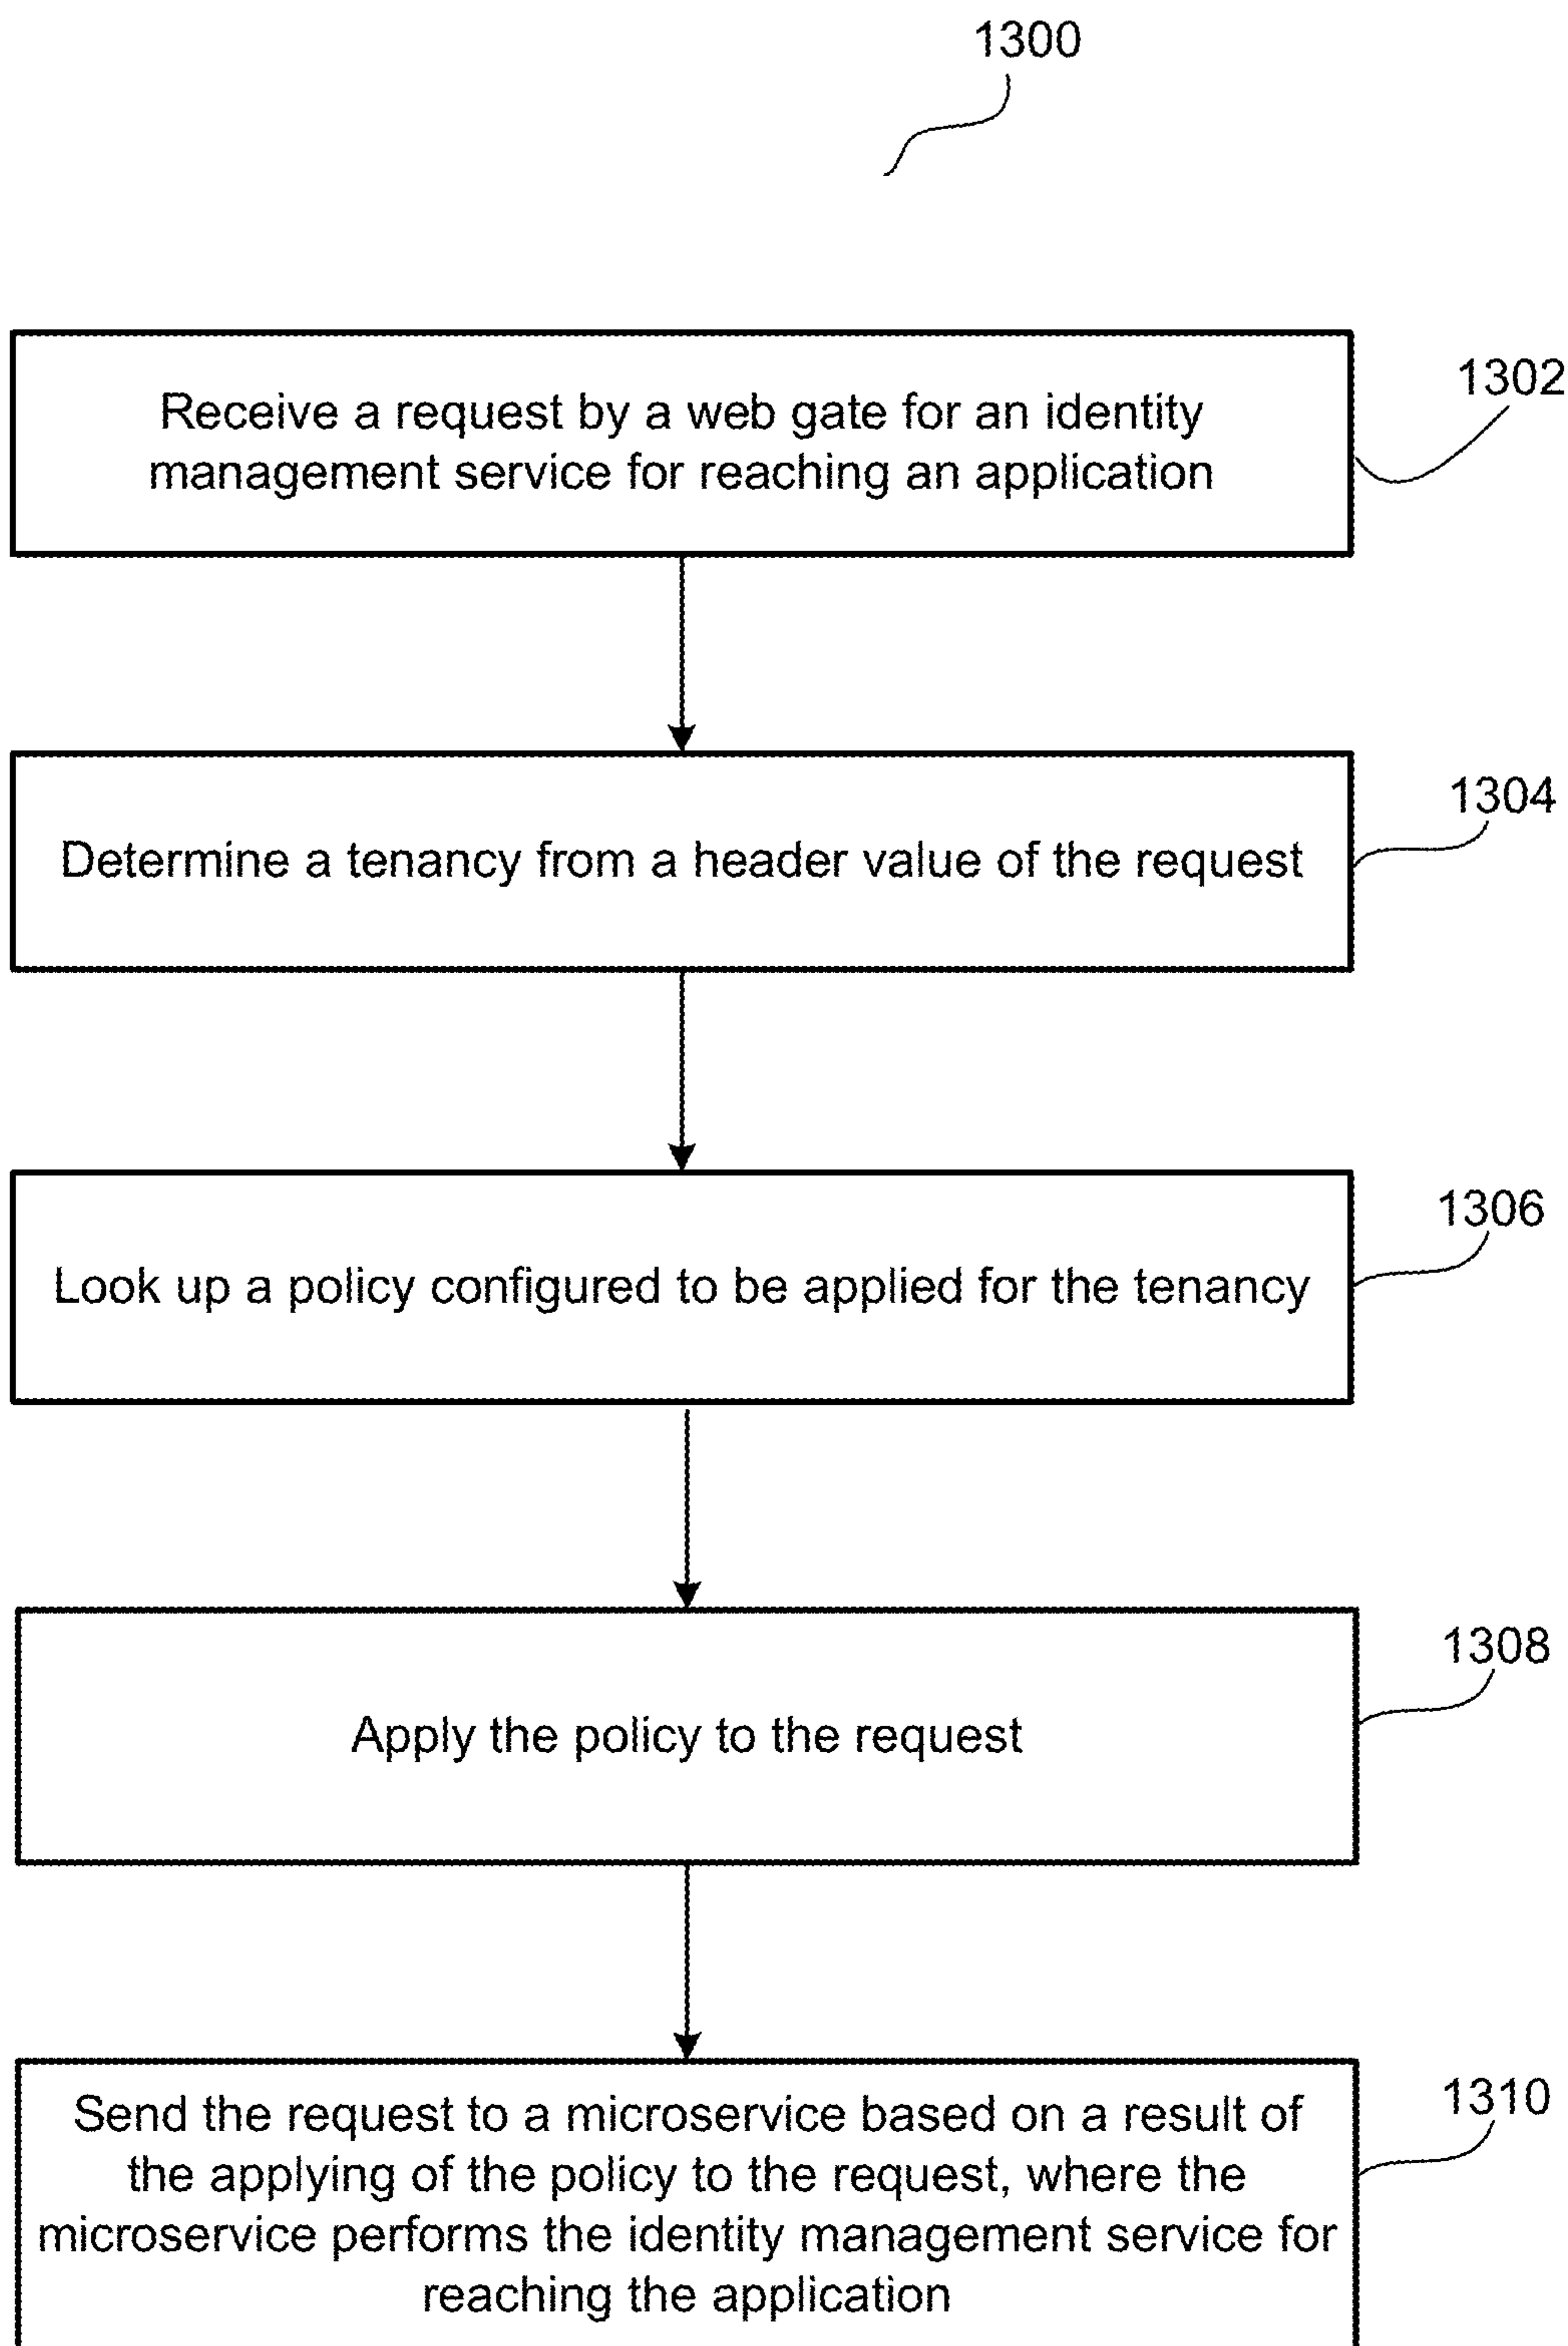 1300
Receive a request by a web gate for an identity
management service for reaching an application
1302
Determine a tenancy from a header value of the request
1304
Look up a policy configured to be applied for the tenancy
1306
Apply the policy to the request
1308
Send the request to a microservice based on a result of
the applying of the policy to the request, where the
microservice performs the identity management service for
reaching the application
1310